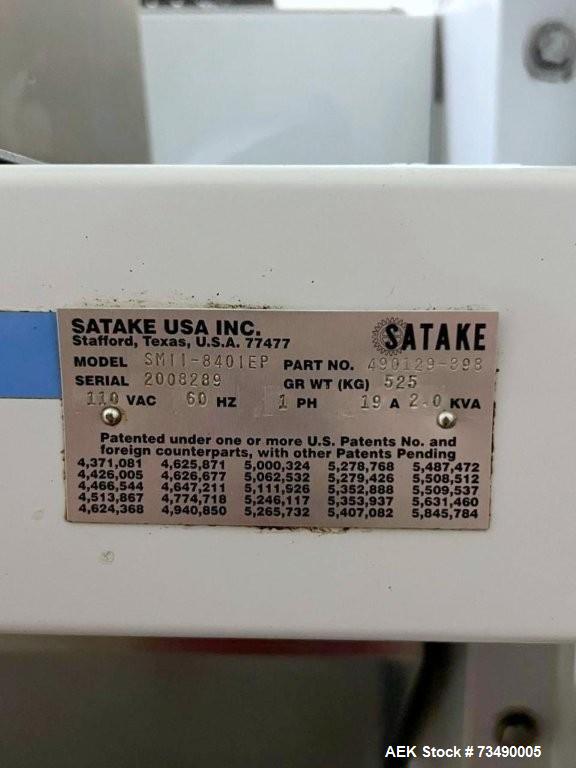 SATAKE USA INC.
Stafford, Texas, U.S.A. 77477
SATAKE
MODEL SMII-8401EP PART NO. 490129-398
SERIAL 2008289 GR WT (KG) 525
110 VAC 60 HZ 1 PH 19 A 2.0 KVA
Patented under one or more U.S. Patents No. and
foreign counterparts, with other Patents Pending
4,371,081 4,625,871 5,000,324 5,278,768 5,487,472
4,426,005 4,626,677 5,062,532 5,279,426 5,508,512
4,466,544 4,647,211 5,111,926 5,352,888 5,509,537
4,513,867 4,774,718 5,246,117 5,353,937 5,631,460
4,624,368 4,940,850 5,265,732 5,407,082 5,845,784
AEK Stock # 73490005